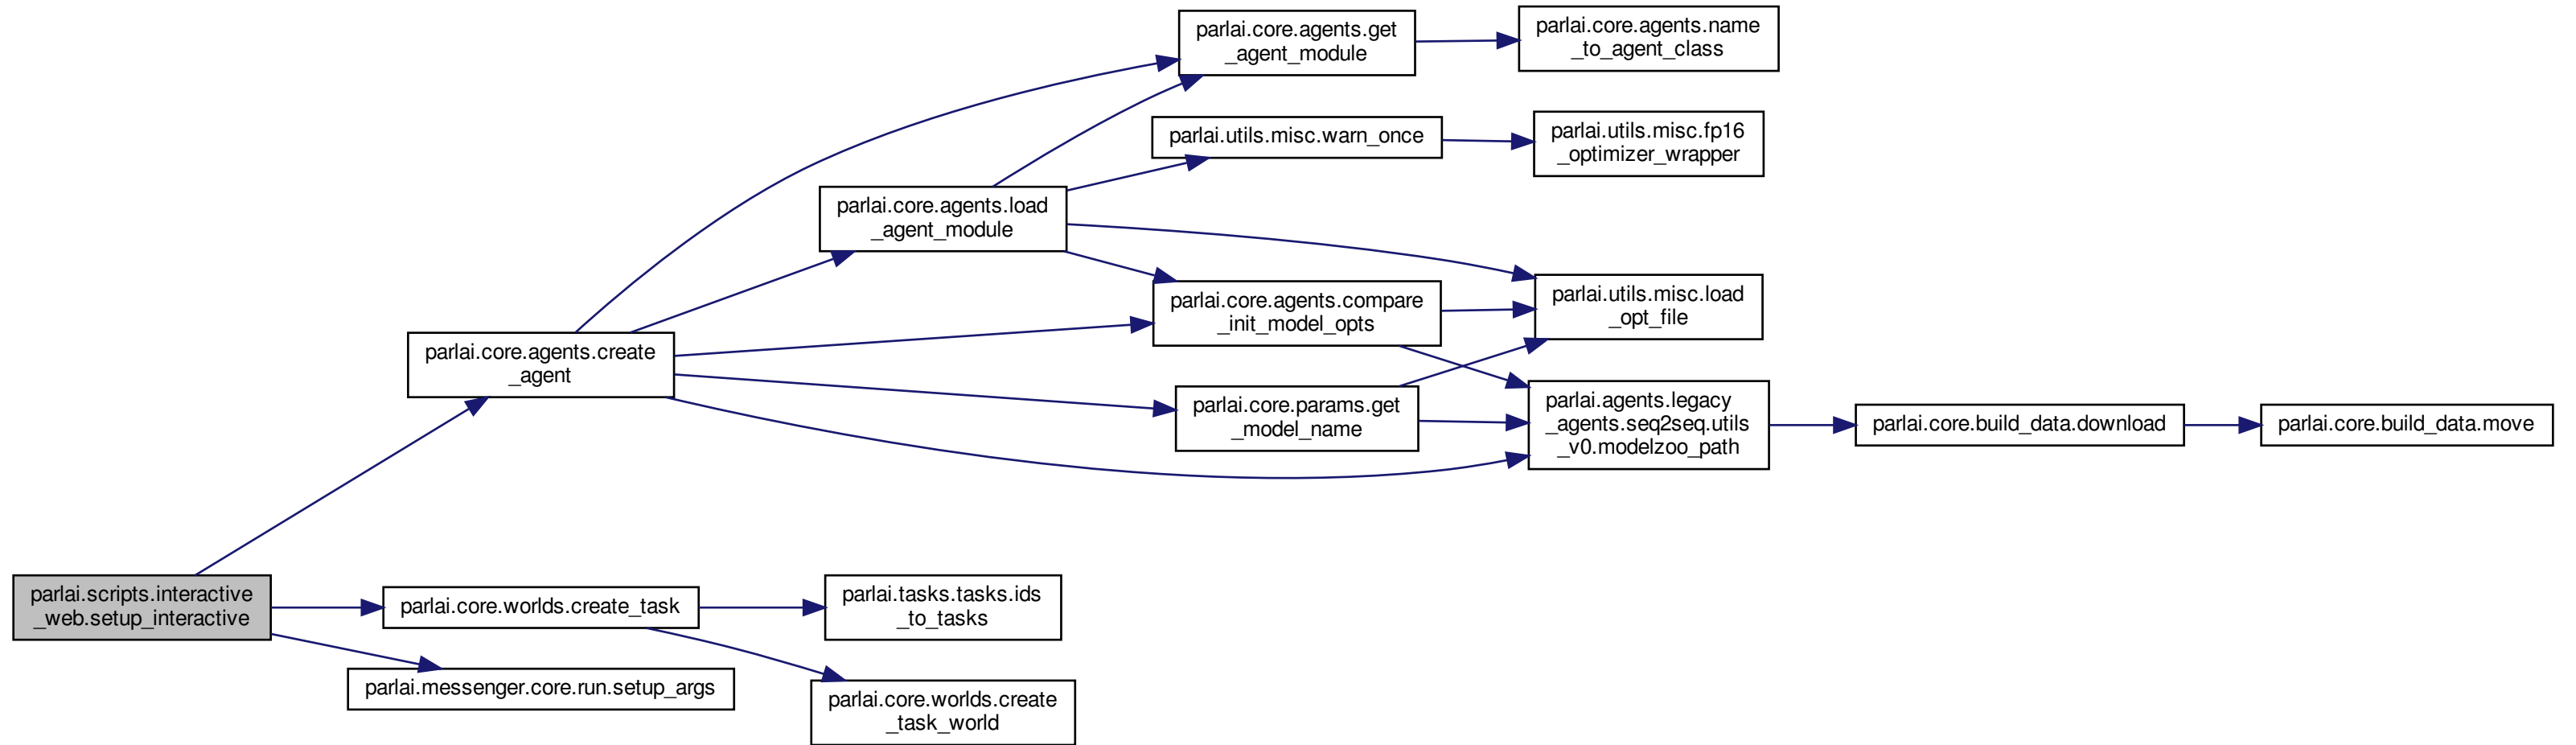 parlai.core.agents.get
_agent_module
parlai.core.agents.name
_to_agent_class
parlai.utils.misc.warn_once
parlai.utils.misc.fp16
_optimizer_wrapper
parlai.core.agents.load
_agent_module
parlai.core.agents.compare
_init_model_opts
parlai.utils.misc.load
_opt_file
parlai.core.agents.create
_agent
parlai.core.params.get
_model_name
parlai.agents.legacy
_agents.seq2seq.utils
_v0.modelzoo_path
parlai.core.build_data.download
parlai.core.build_data.move
parlai.scripts.interactive
_web.setup_interactive
parlai.core.worlds.create_task
parlai.tasks.tasks.ids
_to_tasks
parlai.messenger.core.run.setup_args
parlai.core.worlds.create
_task_world